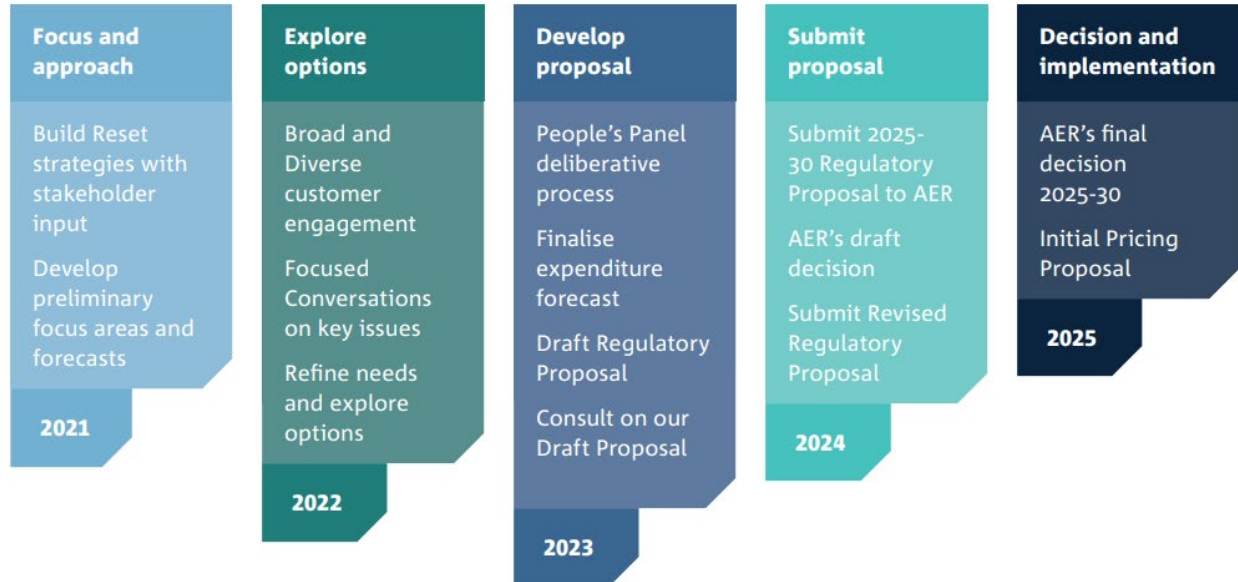 Focus and
approach
Build Reset
strategies with
stakeholder
input
Develop
preliminary
focus areas and
forecasts
2021
Explore
options
Broad and
Diverse
customer
engagement
Focused
Conversations
on key issues
Refine needs
and explore
options
2022
Develop
proposal
People's Panel
deliberative
process
Finalise
expenditure
forecast
Draft Regulatory
Proposal
Consult on our
Draft Proposal
2023
Submit
proposal
Submit 2025-
30 Regulatory
Proposal to AER
AER's draft
decision
Submit Revised
Regulatory
Proposal
2024
Decision and
implementation
AER's final
decision
2025-30
Initial Pricing
Proposal
2025